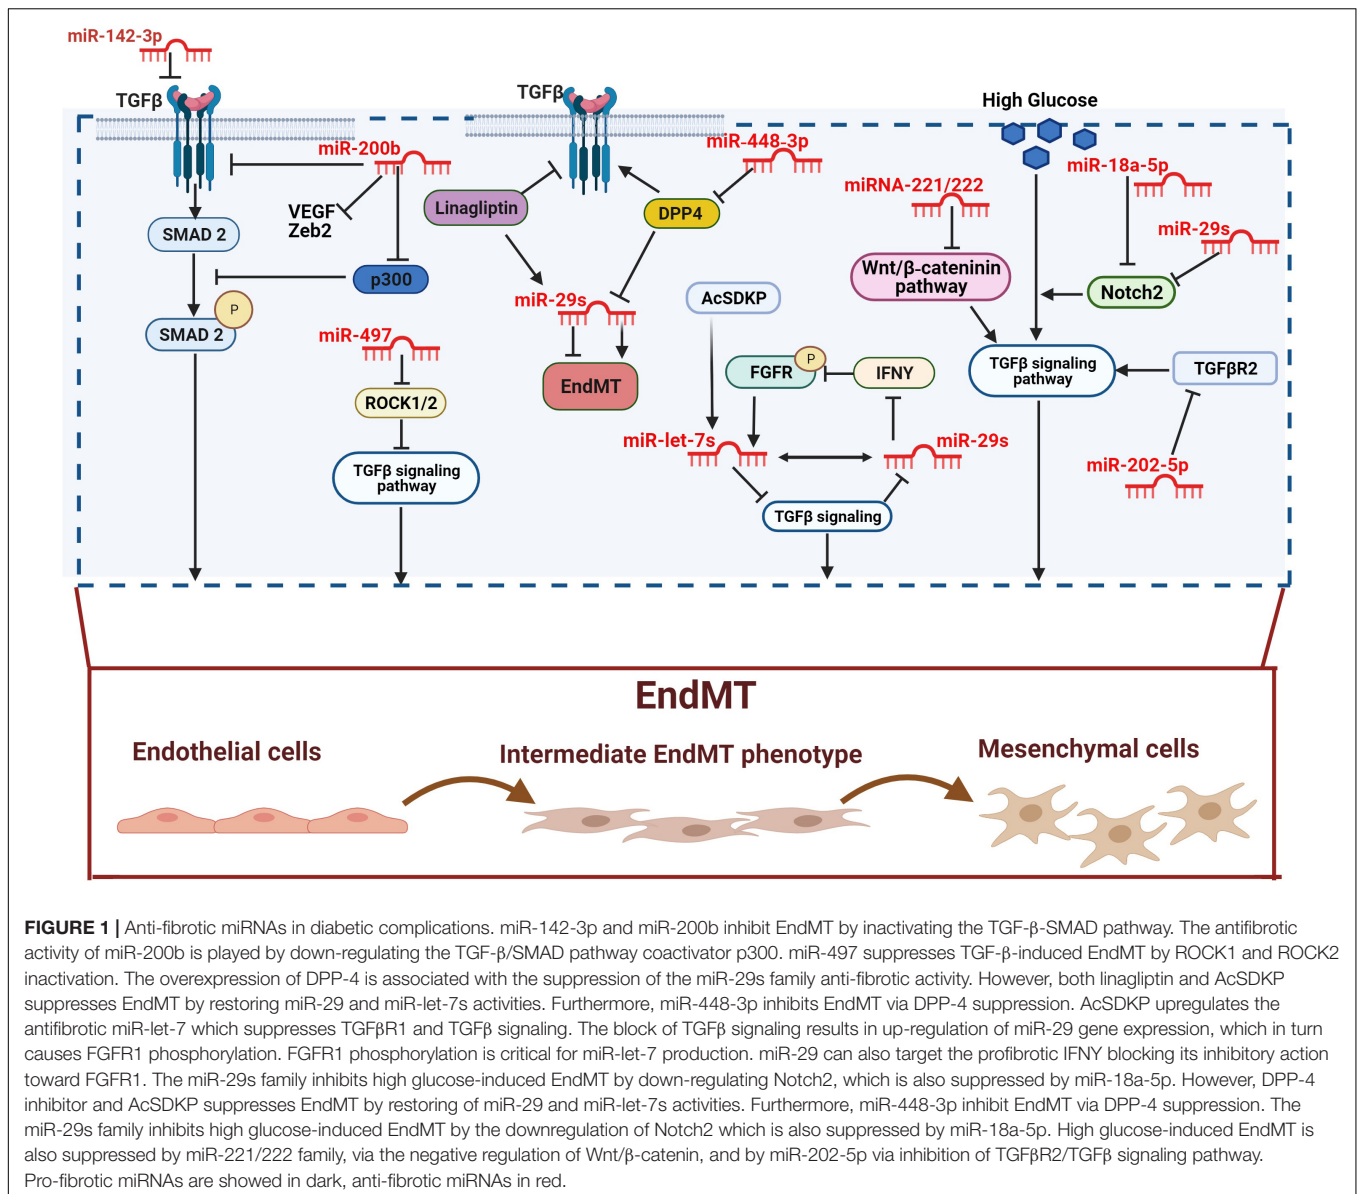 miR-142-3p
TGFβ
TGFβ
High Glucose
miR-200b
miR-448-3p
miR-18a-5p
miRNA-221/222
VEGF
Zeb2
Linagliptin
DPP4
SMAD 2
miR-29s
p300
Wnt/β-cateninin
pathway
Notch2
miR-29s
AcSDKP
P
SMAD 2
miR-497
EndMT
FGFR
P
IFNY
TGFβ signaling
pathway
TGFβR2
ROCK1/2
miR-let-7s
miR-29s
TGFβ signaling
pathway
miR-202-5p
TGFβ signaling
EndMT
Endothelial cells
Intermediate EndMT phenotype
Mesenchymal cells
FIGURE 1 | Anti-fibrotic miRNAs in diabetic complications. miR-142-3p and miR-200b inhibit EndMT by inactivating the TGF-β-SMAD pathway. The antifibrotic
activity of miR-200b is played by down-regulating the TGF-β/SMAD pathway coactivator p300. miR-497 suppresses TGF-β-induced EndMT by ROCK1 and ROCK2
inactivation. The overexpression of DPP-4 is associated with the suppression of the miR-29s family anti-fibrotic activity. However, both linagliptin and AcSDKP
suppresses EndMT by restoring miR-29 and miR-let-7s activities. Furthermore, miR-448-3p inhibits EndMT via DPP-4 suppression. AcSDKP upregulates the
antifibrotic miR-let-7 which suppresses TGFβR1 and TGFβ signaling. The block of TGFβ signaling results in up-regulation of miR-29 gene expression, which in turn
causes FGFR1 phosphorylation. FGFR1 phosphorylation is critical for miR-let-7 production. miR-29 can also target the profibrotic IFNY blocking its inhibitory action
toward FGFR1. The miR-29s family inhibits high glucose-induced EndMT by down-regulating Notch2, which is also suppressed by miR-18a-5p. However, DPP-4
inhibitor and AcSDKP suppresses EndMT by restoring of miR-29 and miR-let-7s activities. Furthermore, miR-448-3p inhibit EndMT via DPP-4 suppression. The
miR-29s family inhibits high glucose-induced EndMT by the downregulation of Notch2 which is also suppressed by miR-18a-5p. High glucose-induced EndMT is
also suppressed by miR-221/222 family, via the negative regulation of Wnt/β-catenin, and by miR-202-5p via inhibition of TGFβR2/TGFβ signaling pathway.
Pro-fibrotic miRNAs are showed in dark, anti-fibrotic miRNAs in red.